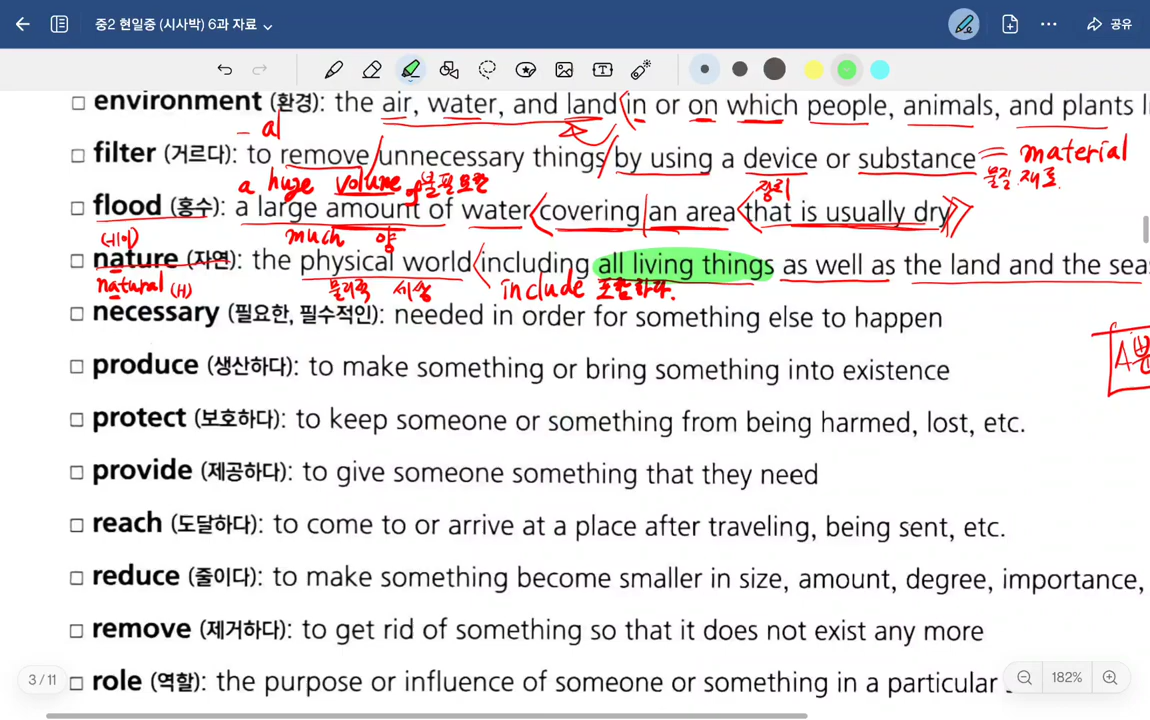 중2 현일중 (시사박) 6과 자료
공유
environment (환경): the air, water, and land in or on which people, animals, and plants
filter (거르다): to remove unnecessary things by using a device or substance = material
a huge volume of 불필요한 장치 물질 재료
flood (홍수): a large amount of water covering an area that is usually dry
(네이) much 양
nature (자연): the physical world including all living things as well as the land and the seas
natural (H) 물리적 세상 include 포함하다.
necessary (필요한, 필수적인): needed in order for something else to happen
produce (생산하다): to make something or bring something into existence
protect (보호하다): to keep someone or something from being harmed, lost, etc.
provide (제공하다): to give someone something that they need
reach (도달하다): to come to or arrive at a place after traveling, being sent, etc.
reduce (줄이다): to make something become smaller in size, amount, degree, importance,
remove (제거하다): to get rid of something so that it does not exist any more
role (역할): the purpose or influence of someone or something in a particular
3 / 11
182%